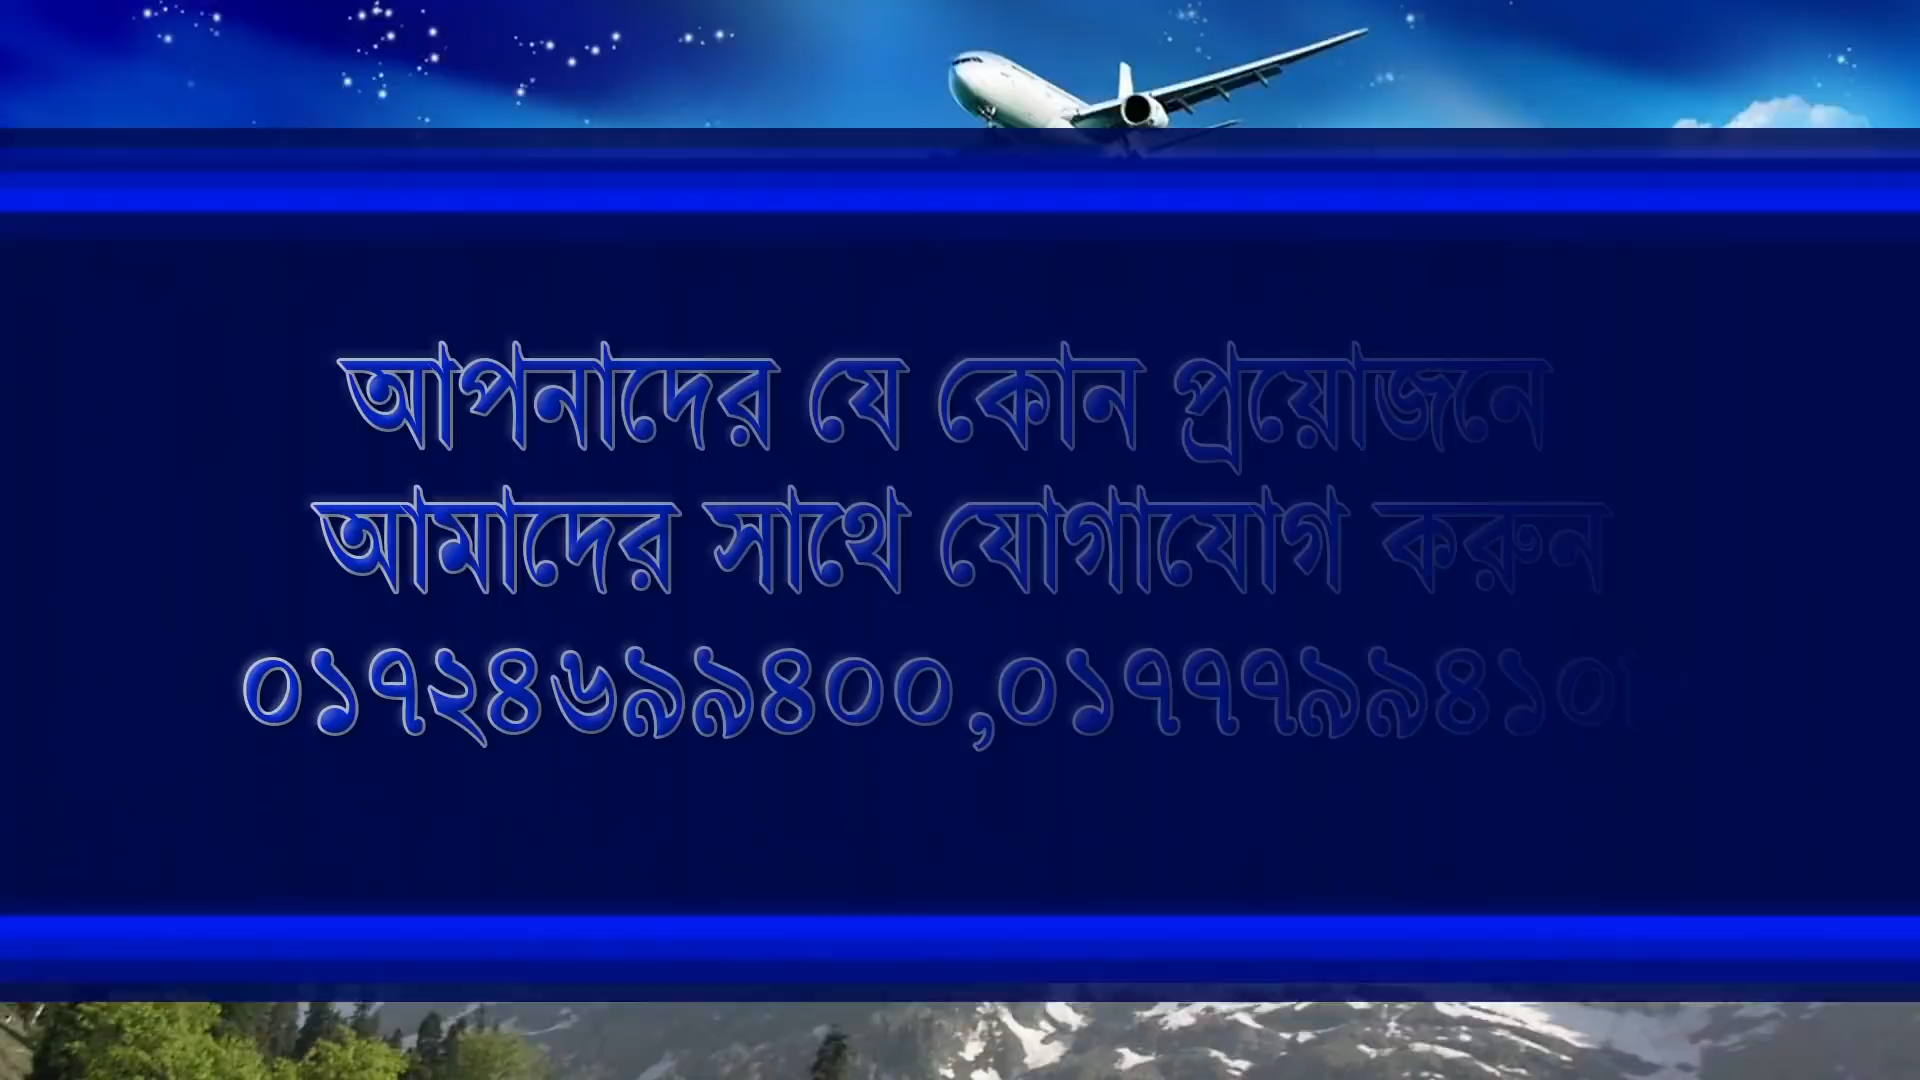 আপনাদের যে কোন প্রয়োজনে
আমাদের সাথে যোগাযোগ করুন
০১৭২৪৬৯৯৪০০,০১৭৭৭৯৯৪১০